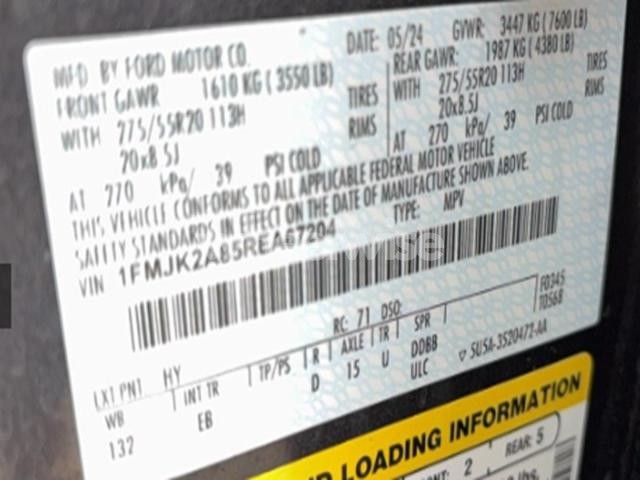 MFD BY FORD MOTOR CO.
DATE: 05/24 GVWR: 3447 KG (7600 LB)
FRONT GAWR 1610 KG (3550 LB)
REAR GAWR: 1987 KG (4380 LB)
WITH 275/55R20 113H TIRES
WITH 275/55R20 113H TIRES
20x8.5J RIMS
20x8.5J RIMS
AT 270 kPa/ 39 PSI COLD
AT 270 kPa/ 39 PSI COLD
THIS VEHICLE CONFORMS TO ALL APPLICABLE FEDERAL MOTOR VEHICLE
SAFETY STANDARDS IN EFFECT ON THE DATE OF MANUFACTURE SHOWN ABOVE.
VIN 1FMJK2A85REA67204
TYPE: MPV
F0345
T0568
RC: 71 DSO
EXT PNT HY
WB INT TR TP/PS R AXLE TR SPR
132 EB D 15 U DDBB
ULC
5U5A-3520472-AA
LOADING INFORMATION
2 REAR: 5
lbs.